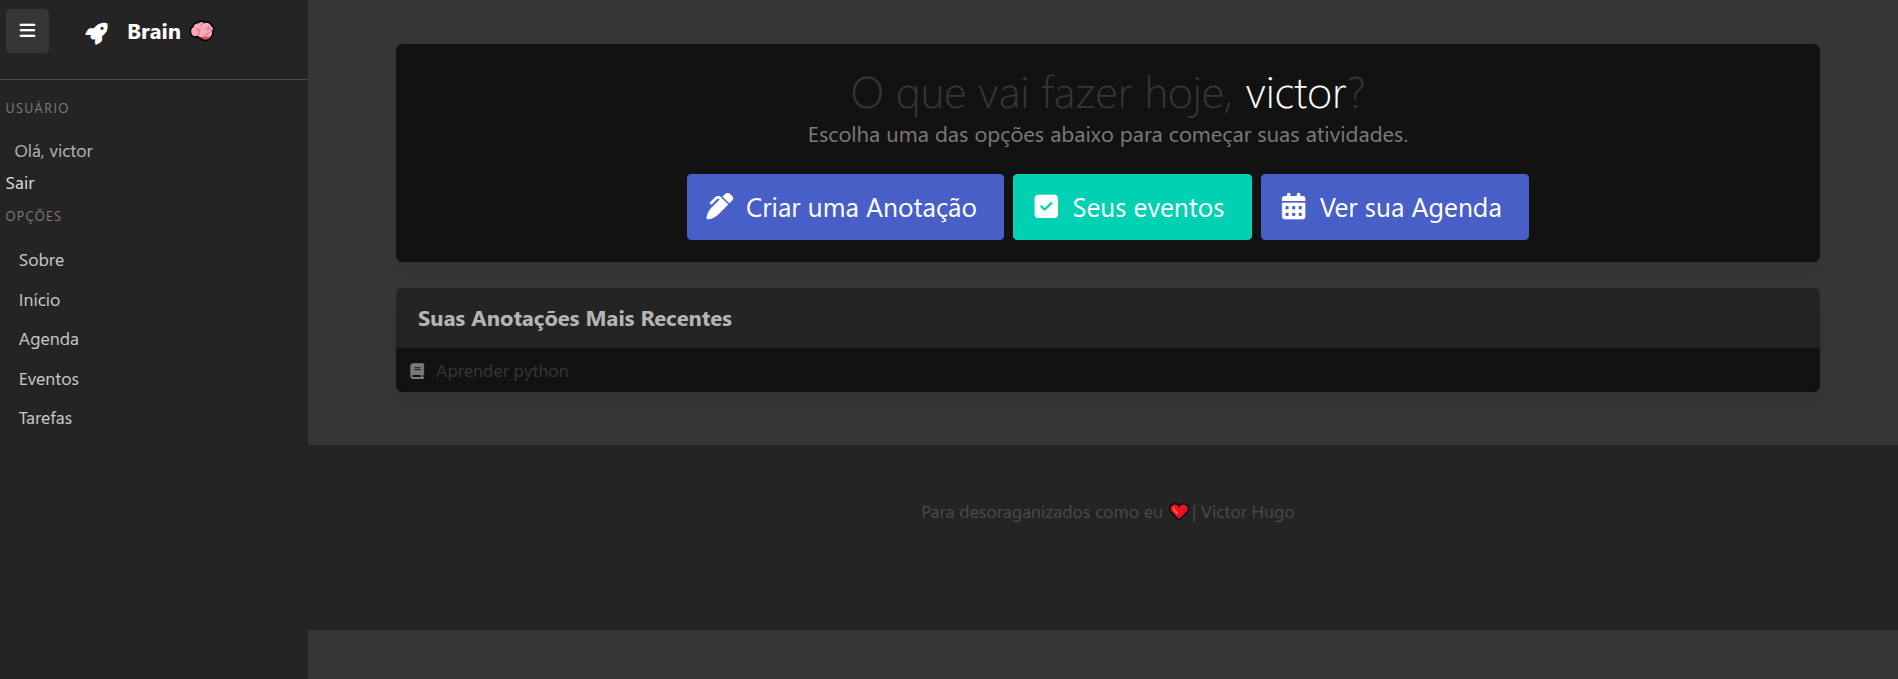 Brain 🧠
USUÁRIO
Olá, victor
Sair
OPÇÕES
Sobre
Início
Agenda
Eventos
Tarefas
O que vai fazer hoje, victor?
Escolha uma das opções abaixo para começar suas atividades.
Criar uma Anotação
Seus eventos
Ver sua Agenda
Suas Anotações Mais Recentes
Aprender python
Para desoraganizados como eu ❤ | Victor Hugo